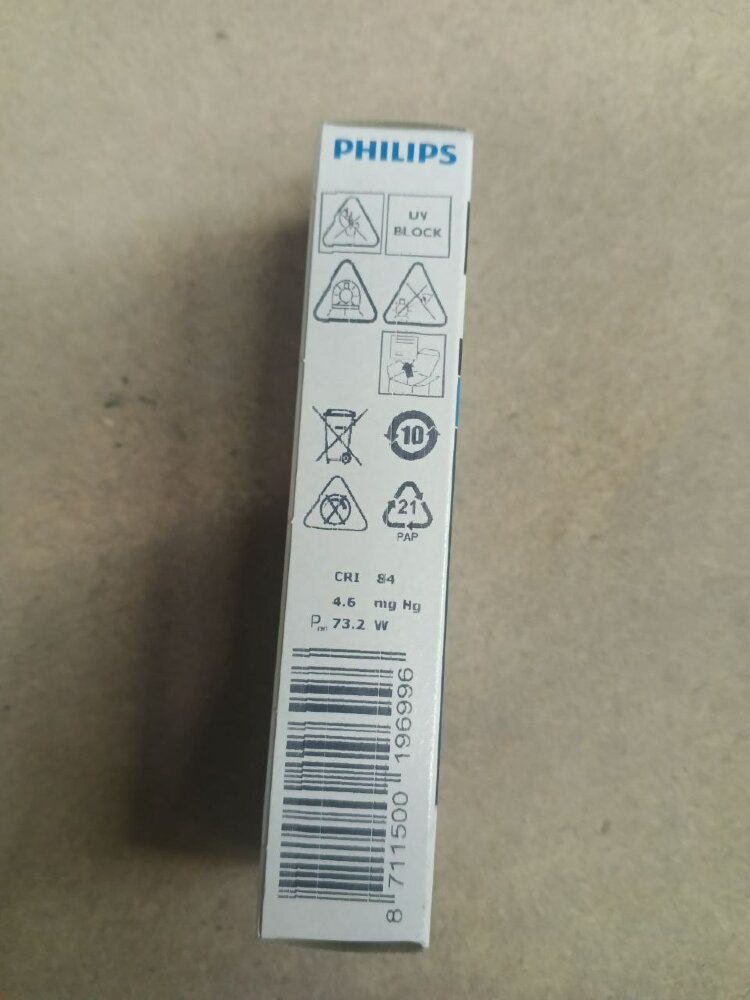 PHILIPS
UV
BLOCK
10
21
PAP
CRI 84
4.6 mg Hg
73.2 W
8 711500 196996